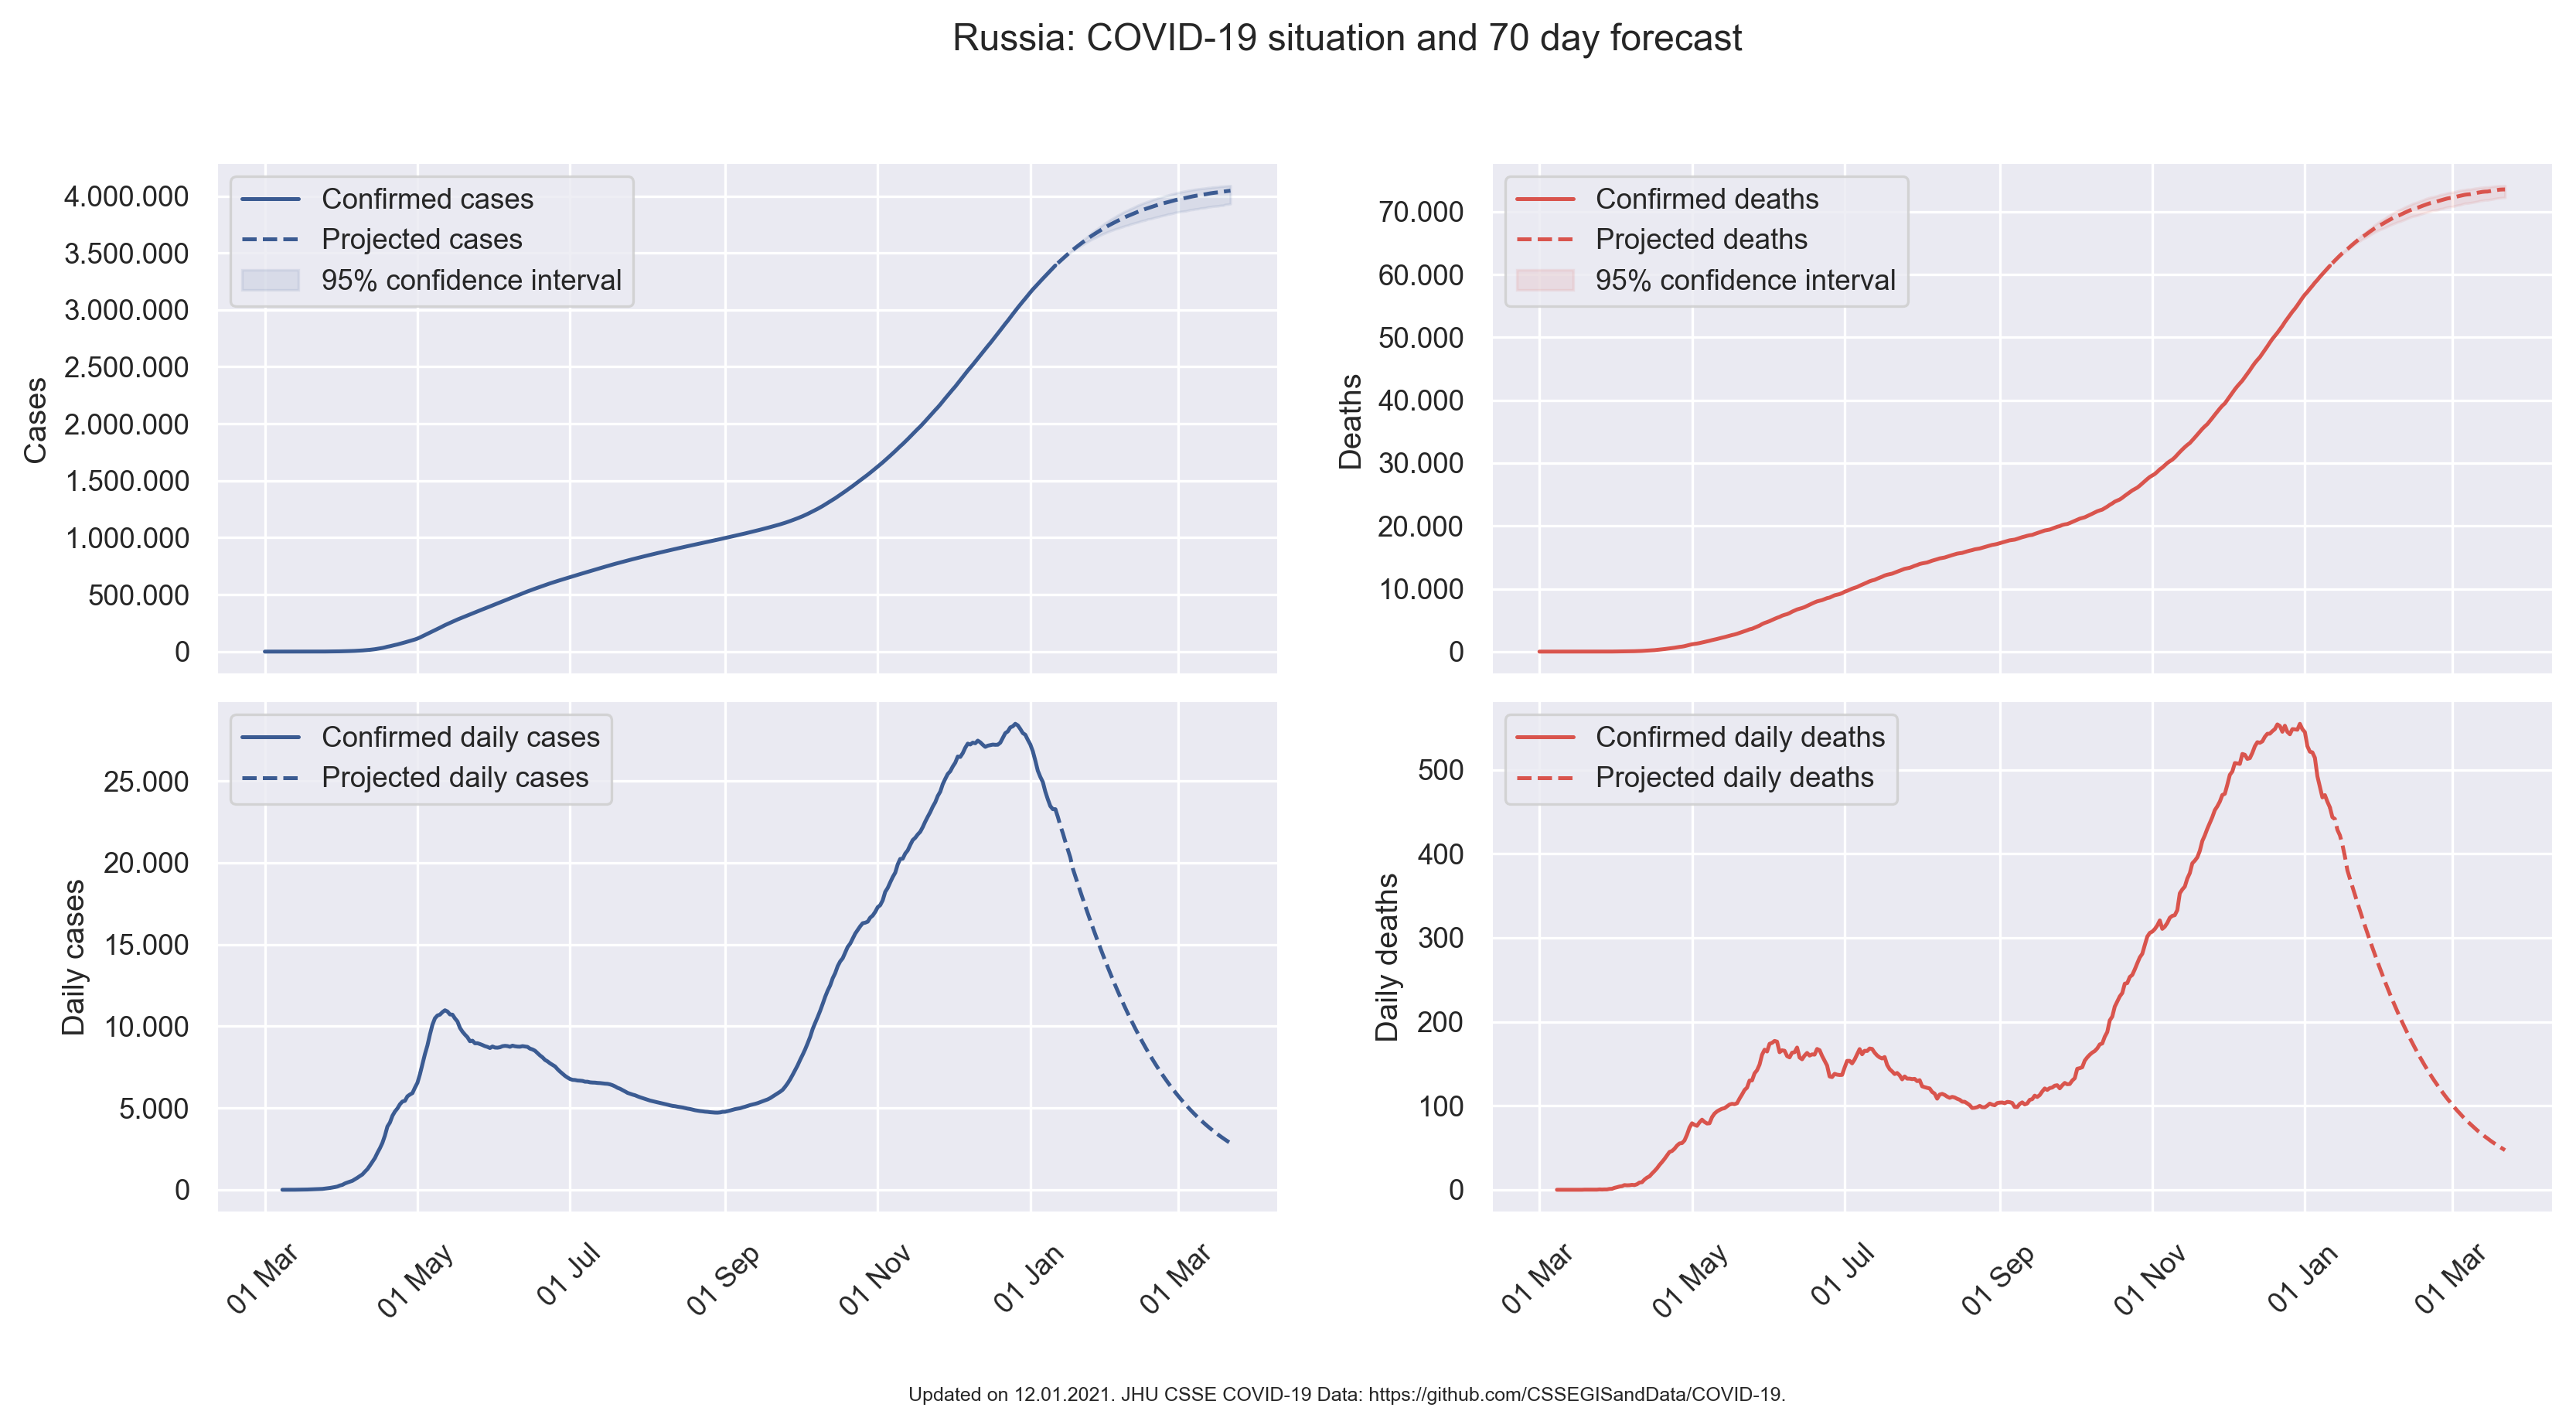 Russia: COVID-19 situation and 70 day forecast
Confirmed cases
Projected cases
95% confidence interval
Cases
4.000.000
3.500.000
3.000.000
2.500.000
2.000.000
1.500.000
1.000.000
500.000
0
Confirmed deaths
Projected deaths
95% confidence interval
Deaths
70.000
60.000
50.000
40.000
30.000
20.000
10.000
0
Confirmed daily cases
Projected daily cases
Daily cases
25.000
20.000
15.000
10.000
5.000
0
01 Mar
01 May
01 Jul
01 Sep
01 Nov
01 Jan
01 Mar
Confirmed daily deaths
Projected daily deaths
Daily deaths
500
400
300
200
100
0
01 Mar
01 May
01 Jul
01 Sep
01 Nov
01 Jan
01 Mar
Updated on 12.01.2021. JHU CSSE COVID-19 Data: https://github.com/CSSEGISandData/COVID-19.